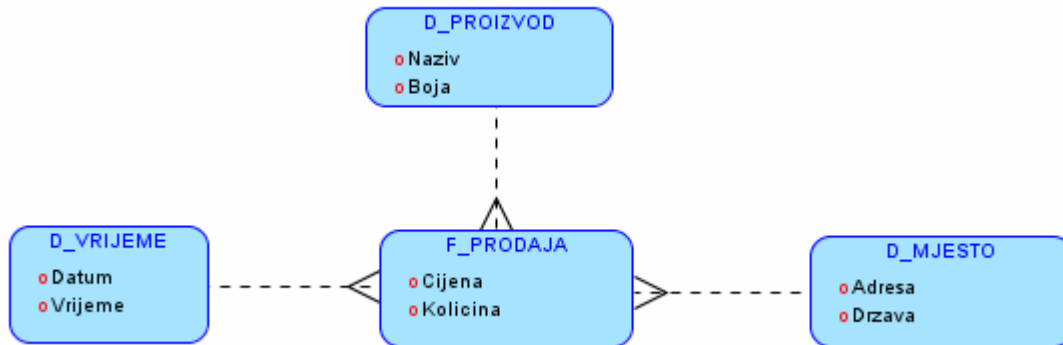 D_PROIZVOD
Naziv
Boja
D_VRIJEME
Datum
Vrijeme
F_PRODAJA
Cijena
Kolicina
D_MJESTO
Adresa
Drzava